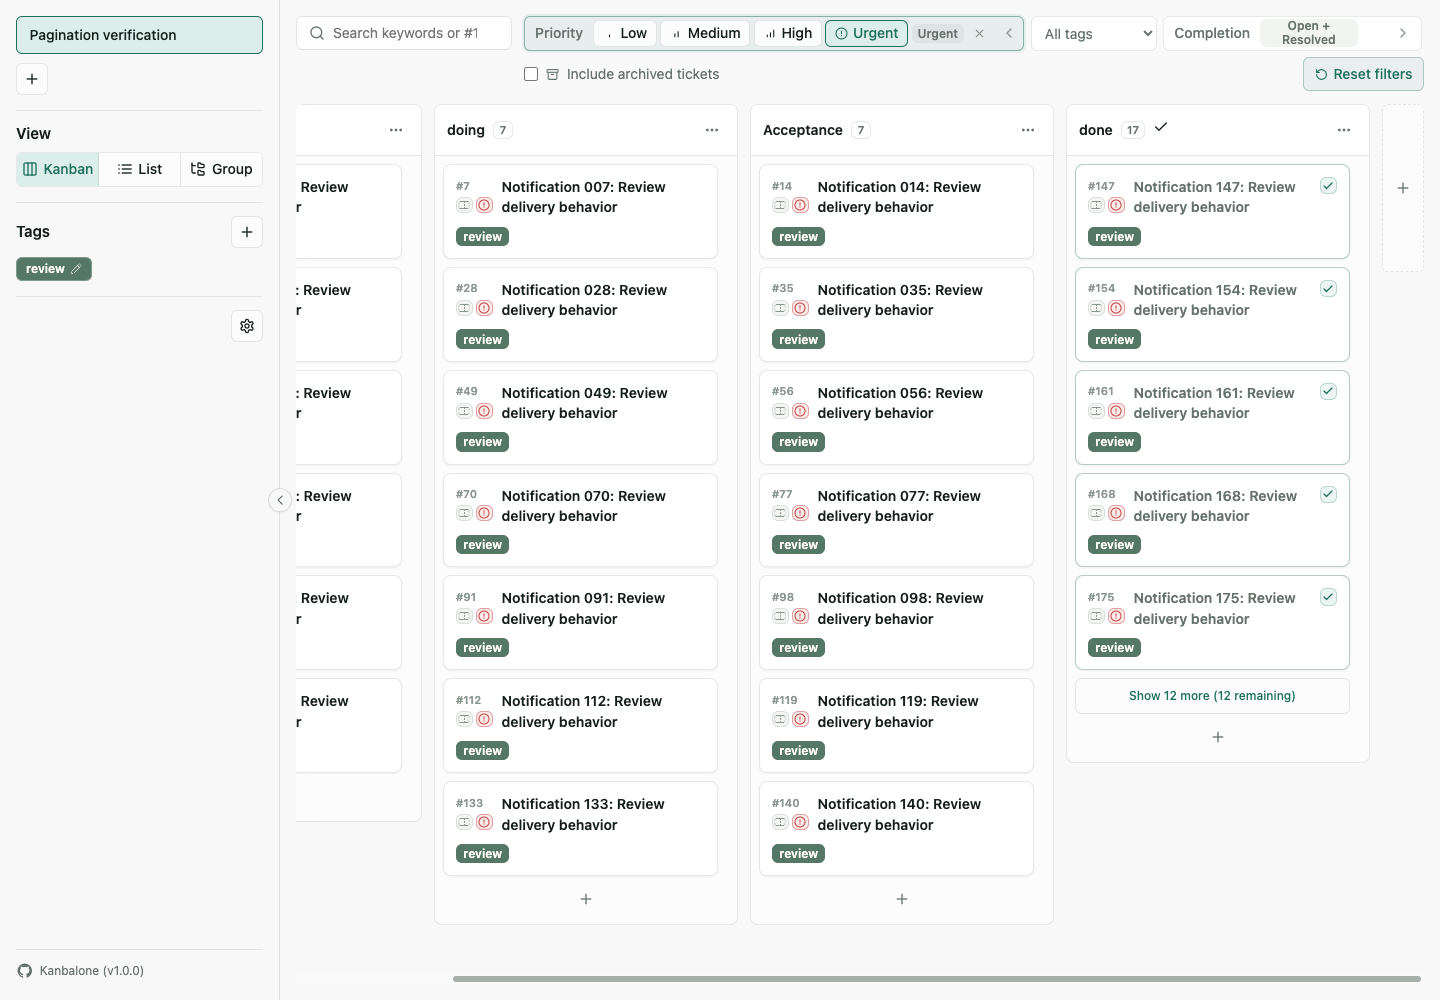 Pagination verification
View
Kanban
List
Group
Tags
review
Kanbalone (v1.0.0)
Search keywords or #1
Priority
Low
Medium
High
Urgent
Urgent
All tags
Completion
Open +
Resolved
Include archived tickets
Reset filters
Review
r
: Review
r
: Review
r
: Review
r
Review
r
Review
r
doing 7
#7
Notification 007: Review
delivery behavior
review
#28
Notification 028: Review
delivery behavior
review
#49
Notification 049: Review
delivery behavior
review
#70
Notification 070: Review
delivery behavior
review
#91
Notification 091: Review
delivery behavior
review
#112
Notification 112: Review
delivery behavior
review
#133
Notification 133: Review
delivery behavior
review
Acceptance 7
#14
Notification 014: Review
delivery behavior
review
#35
Notification 035: Review
delivery behavior
review
#56
Notification 056: Review
delivery behavior
review
#77
Notification 077: Review
delivery behavior
review
#98
Notification 098: Review
delivery behavior
review
#119
Notification 119: Review
delivery behavior
review
#140
Notification 140: Review
delivery behavior
review
done 17
#147
Notification 147: Review
delivery behavior
review
#154
Notification 154: Review
delivery behavior
review
#161
Notification 161: Review
delivery behavior
review
#168
Notification 168: Review
delivery behavior
review
#175
Notification 175: Review
delivery behavior
review
Show 12 more (12 remaining)